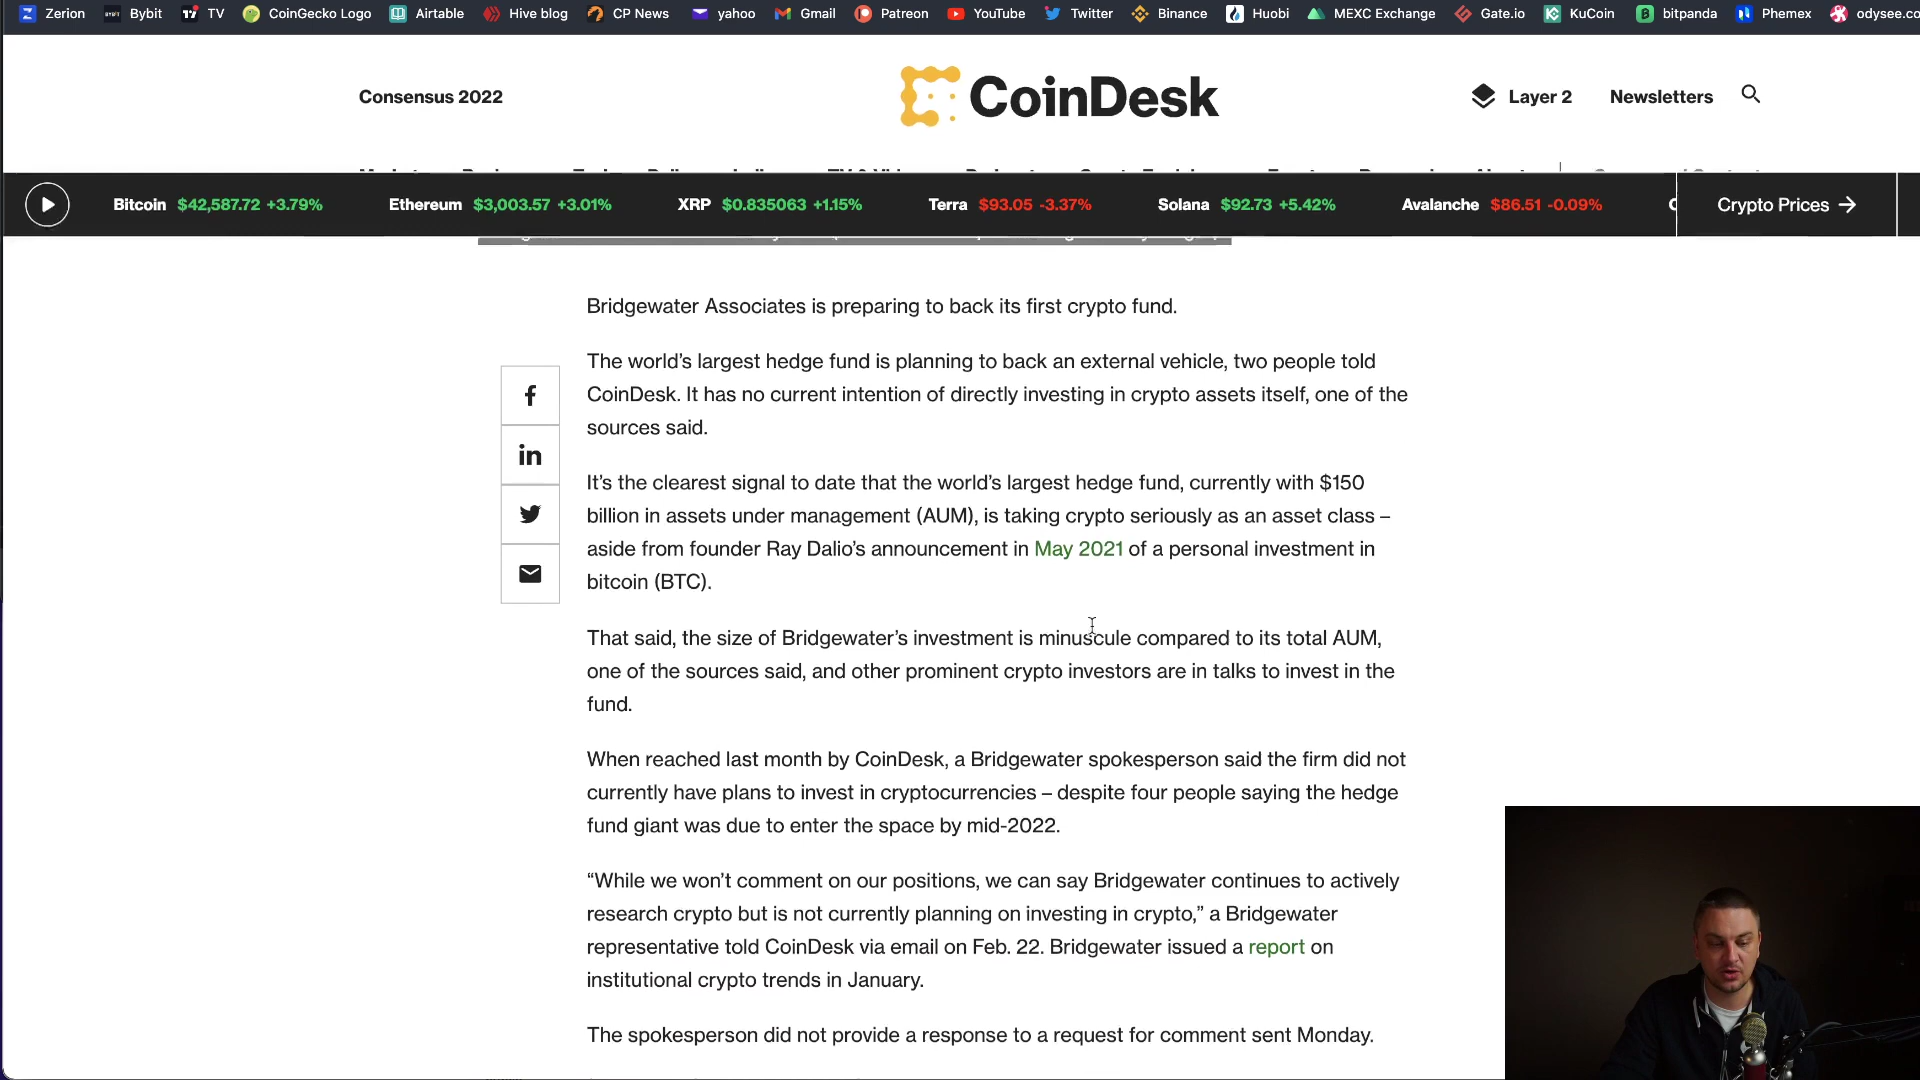 Zerion Bybit TV CoinGecko Logo Airtable Hive blog CP News yahoo Gmail Patreon YouTube Twitter Binance Huobi MEXC Exchange Gate.io KuCoin bitpanda Phemex odysee.co
Consensus 2022 CoinDesk Layer 2 Newsletters
Bitcoin $42,587.72 +3.79% Ethereum $3,003.57 +3.01% XRP $0.835063 +1.15% Terra $93.05 -3.37% Solana $92.73 +5.42% Avalanche $86.51 -0.09% Crypto Prices →
Bridgewater Associates is preparing to back its first crypto fund.
The world’s largest hedge fund is planning to back an external vehicle, two people told
CoinDesk. It has no current intention of directly investing in crypto assets itself, one of the
sources said.
It’s the clearest signal to date that the world’s largest hedge fund, currently with $150
billion in assets under management (AUM), is taking crypto seriously as an asset class –
aside from founder Ray Dalio’s announcement in May 2021 of a personal investment in
bitcoin (BTC).
That said, the size of Bridgewater’s investment is minuscule compared to its total AUM,
one of the sources said, and other prominent crypto investors are in talks to invest in the
fund.
When reached last month by CoinDesk, a Bridgewater spokesperson said the firm did not
currently have plans to invest in cryptocurrencies – despite four people saying the hedge
fund giant was due to enter the space by mid-2022.
“While we won’t comment on our positions, we can say Bridgewater continues to actively
research crypto but is not currently planning on investing in crypto,” a Bridgewater
representative told CoinDesk via email on Feb. 22. Bridgewater issued a report on
institutional crypto trends in January.
The spokesperson did not provide a response to a request for comment sent Monday.